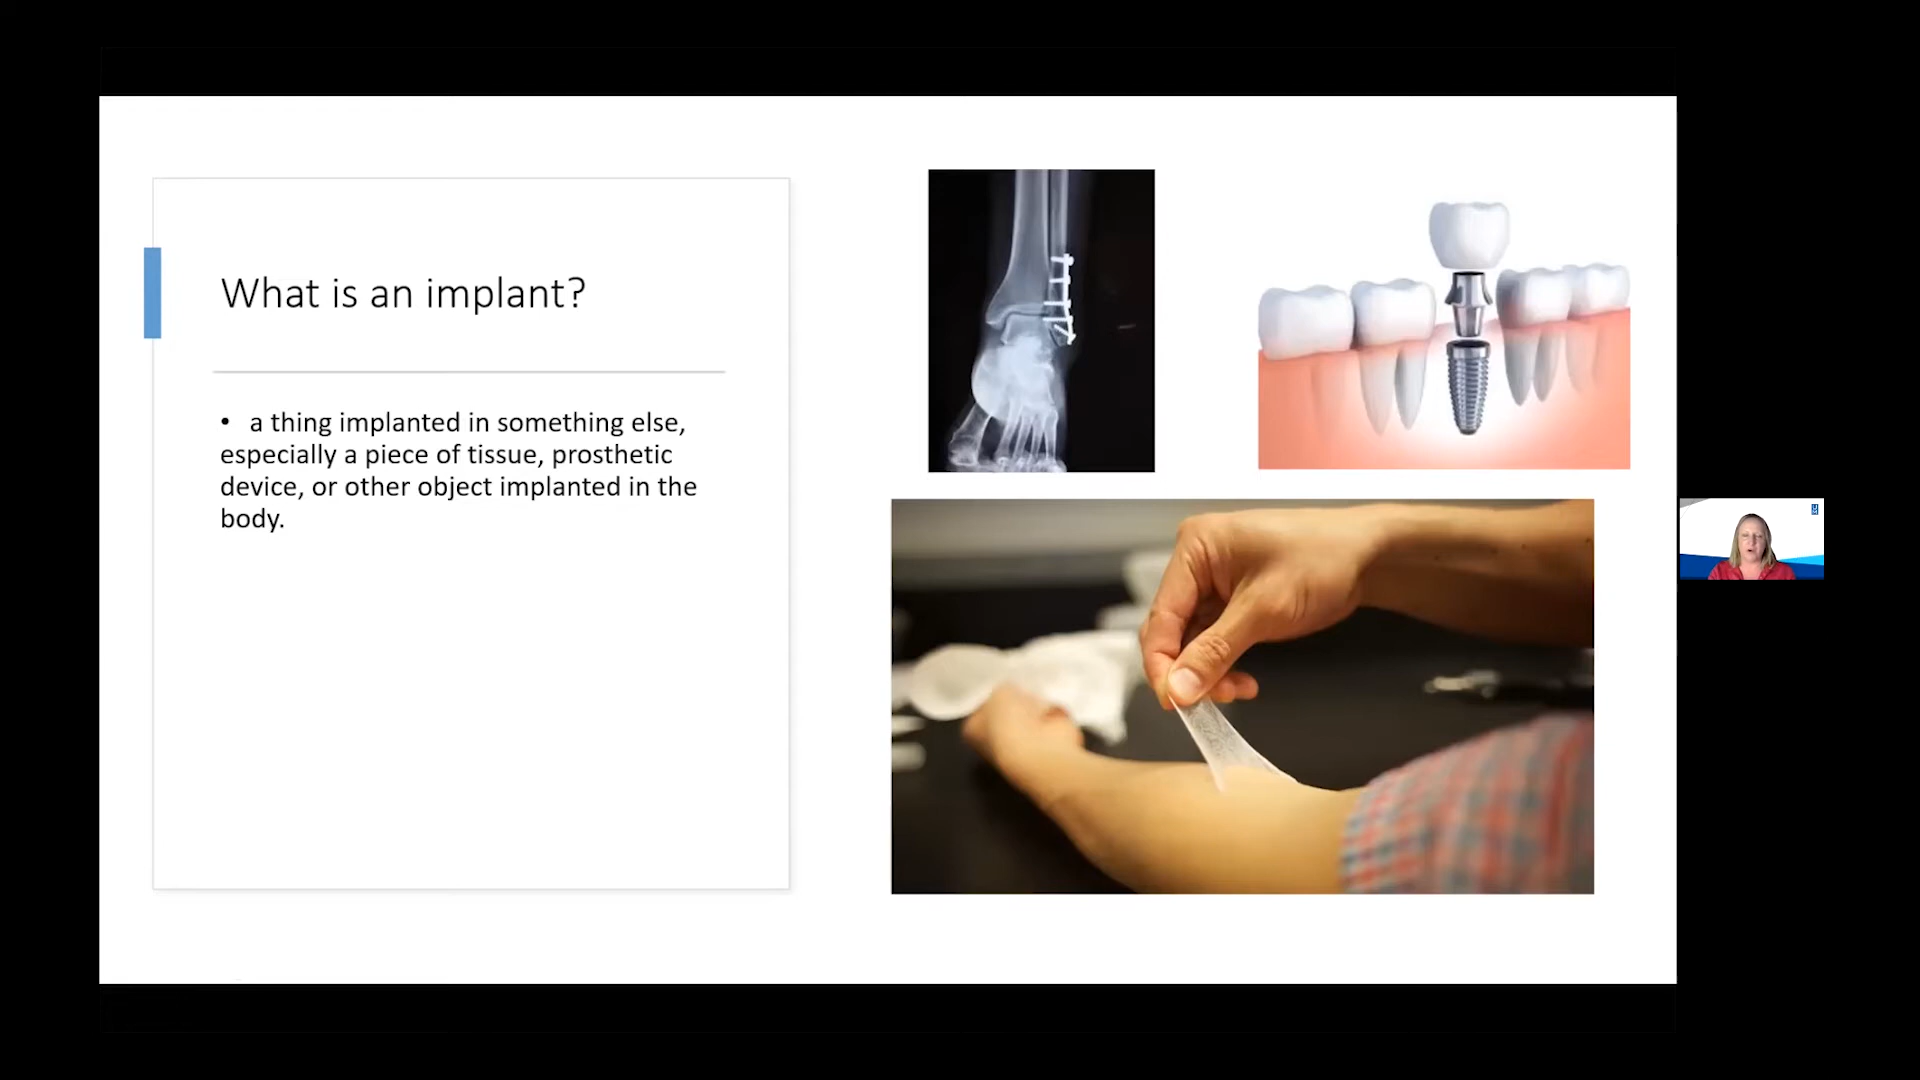 What is an implant?
• a thing implanted in something else,
especially a piece of tissue, prosthetic
device, or other object implanted in the
body.